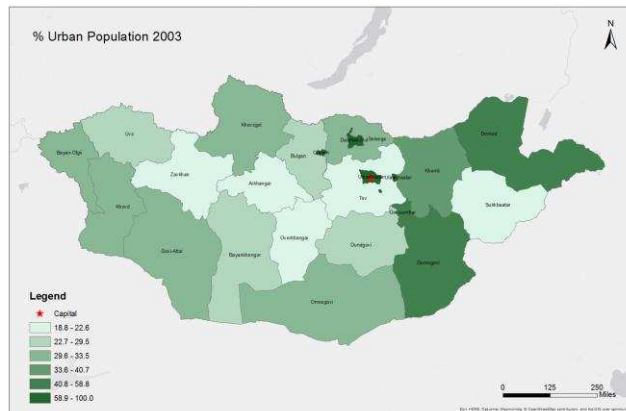 % Urban Population 2003
N
Uvs
Khovsgol
Selenge
Dornod
Bayan-Olgii
Bulgan
Zavkhan
Arkhangai
Khentii
Sukhbaatar
Khovd
Tov
Govi-Altai
Ovorkhangai
Bayankhongor
Dundgovi
Dornogovi
Omnogovi
Legend
Capital
18.8 - 22.6
22.7 - 29.5
29.6 - 33.5
33.6 - 40.7
40.8 - 58.8
58.9 - 100.0
0 125 250
Miles